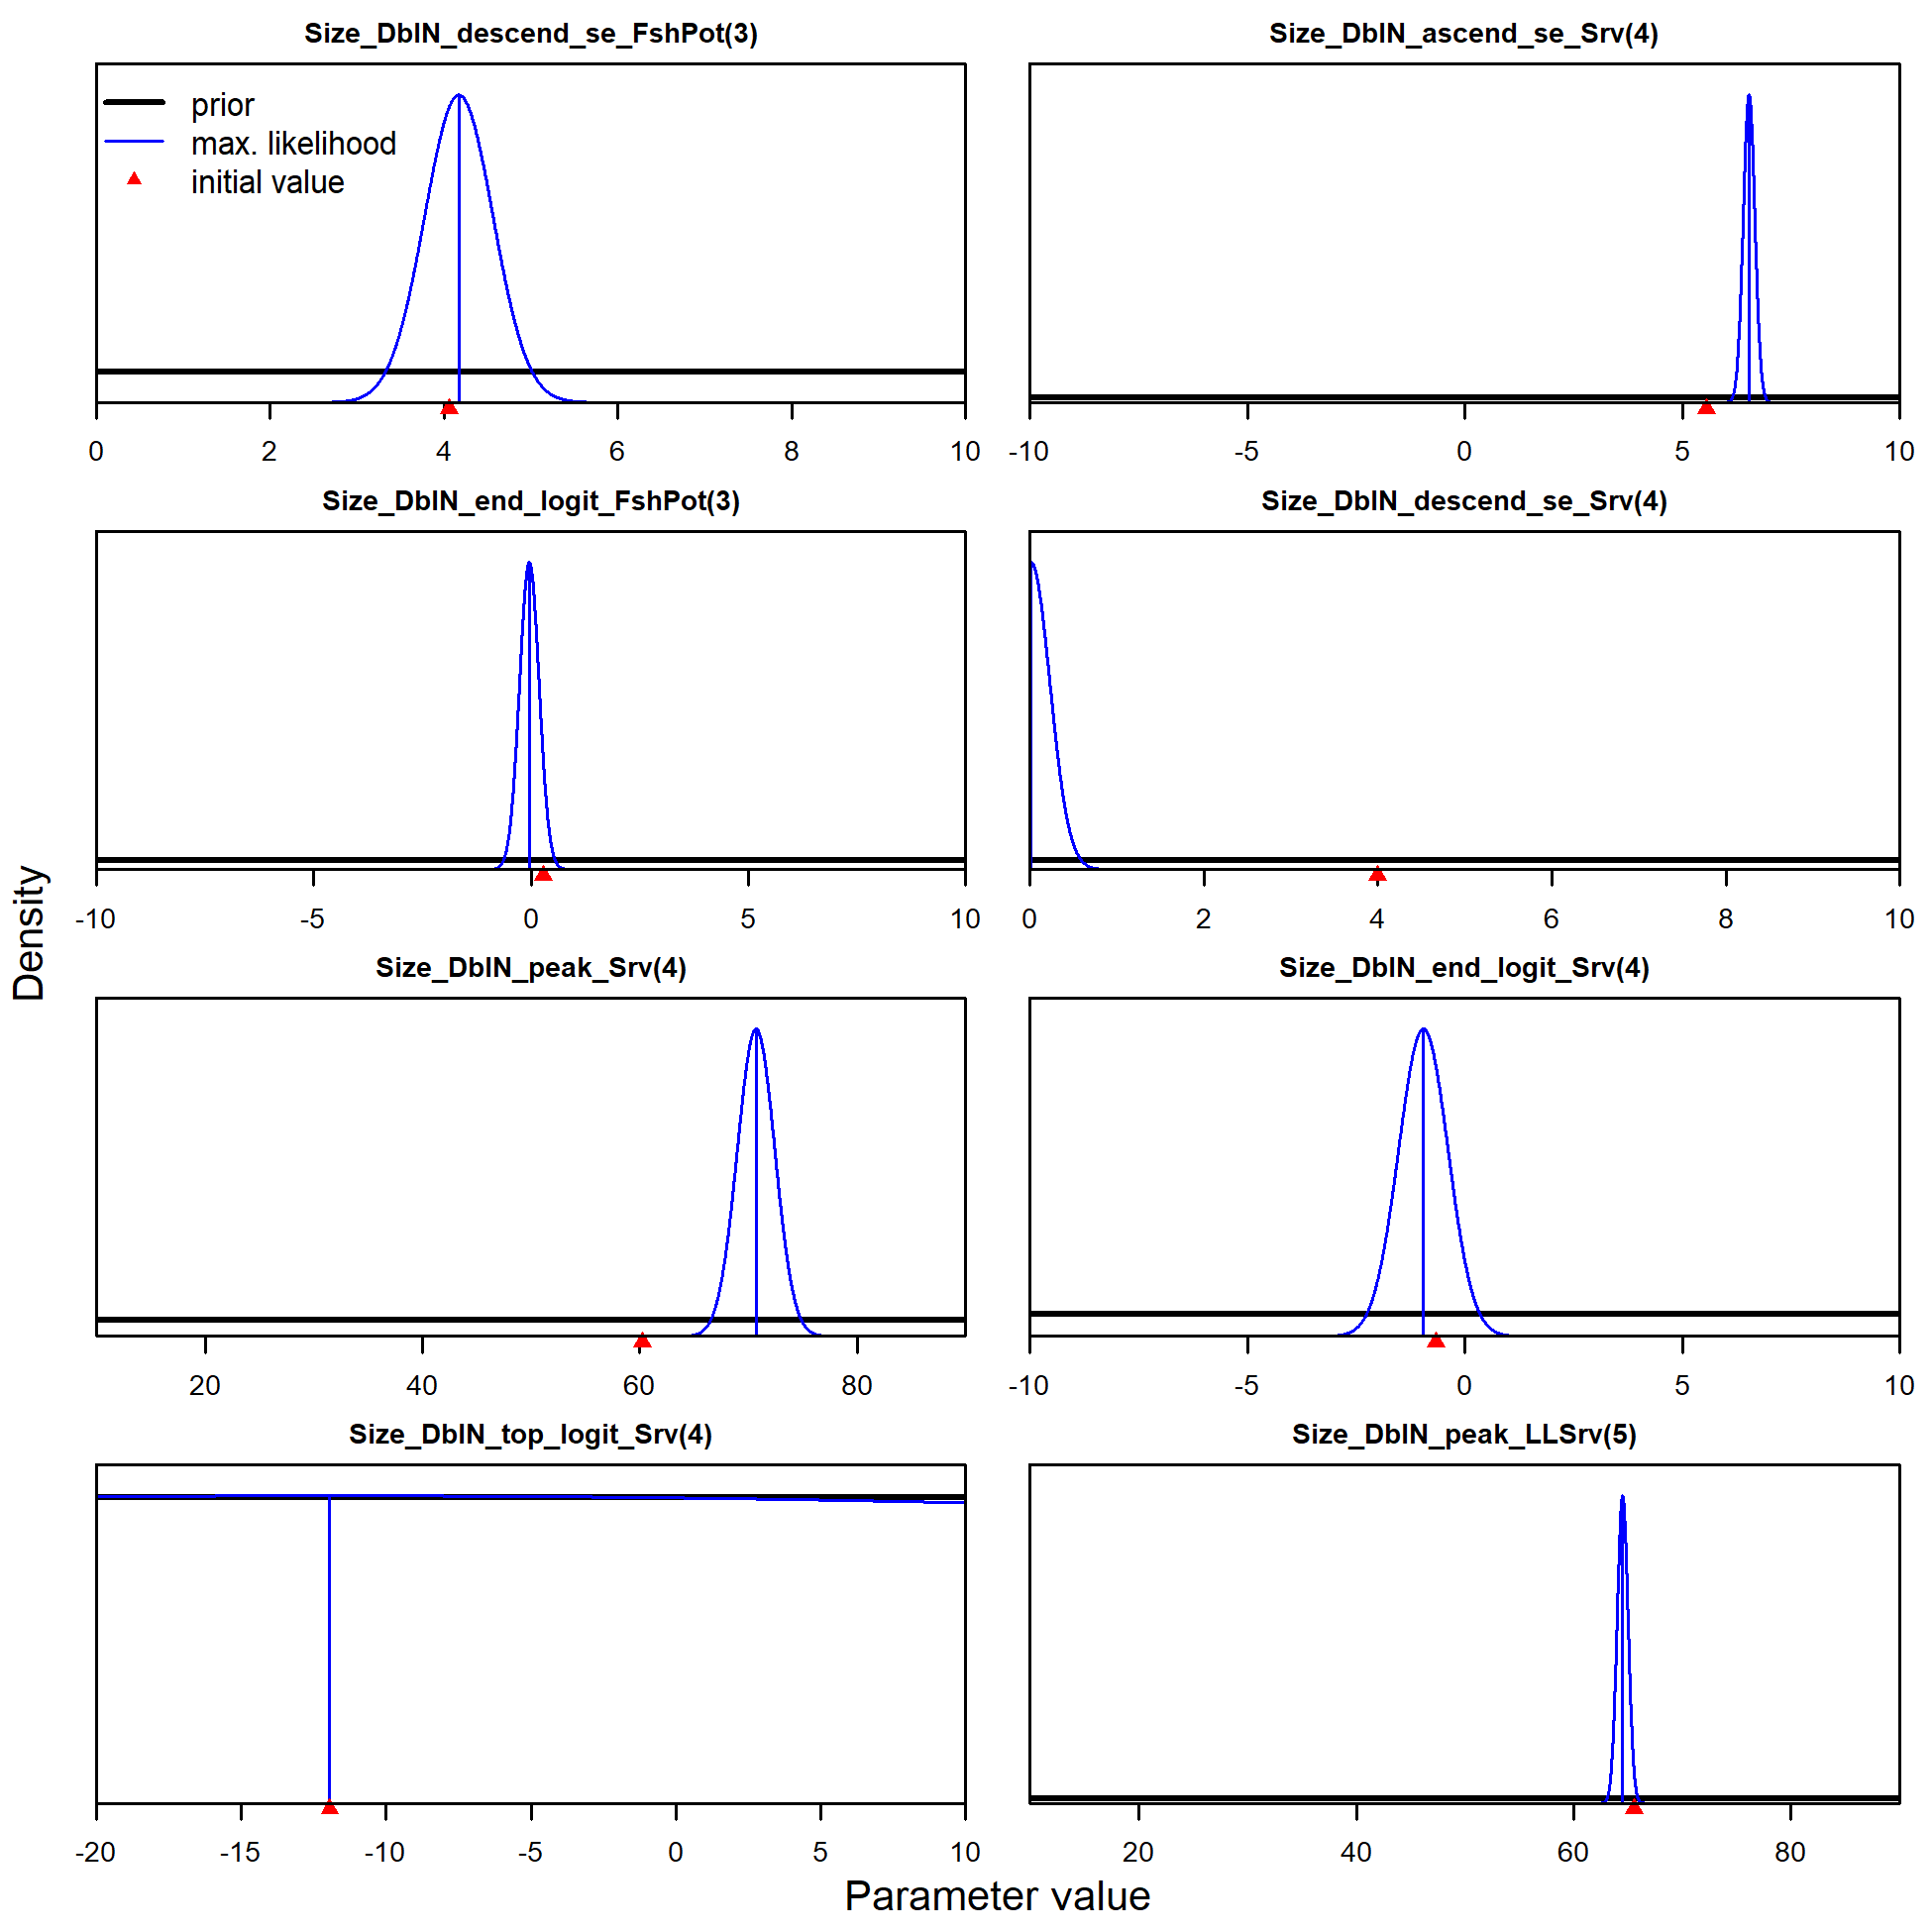 Size_DblN_descend_se_FshPot(3)
prior
max. likelihood
initial value
0 2 4 6 8 10
Size_DblN_ascend_se_Srv(4)
-10 -5 0 5 10
Size_DblN_end_logit_FshPot(3)
-10 -5 0 5 10
Size_DblN_descend_se_Srv(4)
0 2 4 6 8 10
Size_DblN_peak_Srv(4)
20 40 60 80
Size_DblN_end_logit_Srv(4)
-10 -5 0 5 10
Size_DblN_top_logit_Srv(4)
-20 -15 -10 -5 0 5 10
Size_DblN_peak_LLSrv(5)
20 40 60 80
Density
Parameter value